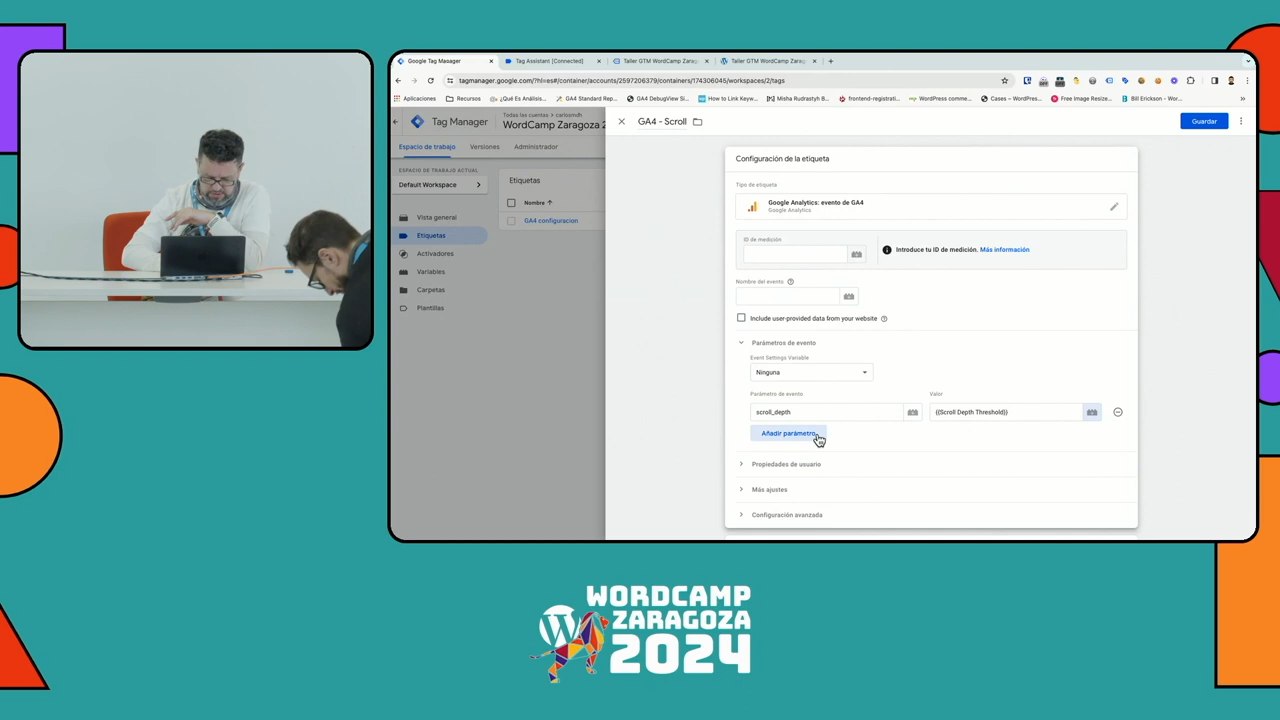 Google Tag Manager
Tag Assistant [Connected]
Taller GTM WordCamp Zarag
Taller GTM WordCamp Zarag
tagmanager.google.com/?hl=es#/container/accounts/2597206379/containers/174306045/workspaces/2/tags
Aplicaciones
Recursos
¿Qué Es Análisis...
GA4 Standard Rep...
GA4 DebugView Si...
How to Link Keyw...
Misha Rudrastyh B...
frontend-registrati...
WordPress comme...
Cases – WordPres...
Free Image Resize...
Bill Erickson - Wor...
Tag Manager
Todas las cuentas > carlosmdh
WordCamp Zaragoza 2
Espacio de trabajo
Versiones
Administrador
ESPACIO DE TRABAJO ACTUAL
Default Workspace
Vista general
Etiquetas
Activadores
Variables
Carpetas
Plantillas
Etiquetas
Nombre
GA4 configuracion
GA4 - Scroll
Guardar
Configuración de la etiqueta
Tipo de etiqueta
Google Analytics: evento de GA4
Google Analytics
ID de medición
Introduce tu ID de medición. Más información
Nombre del evento
Include user-provided data from your website
Parámetros de evento
Event Settings Variable
Ninguna
Parámetro de evento
Valor
scroll_depth
{{Scroll Depth Threshold}}
Añadir parámetro
Propiedades de usuario
Más ajustes
Configuración avanzada
WORDCAMP
ZARAGOZA
2024